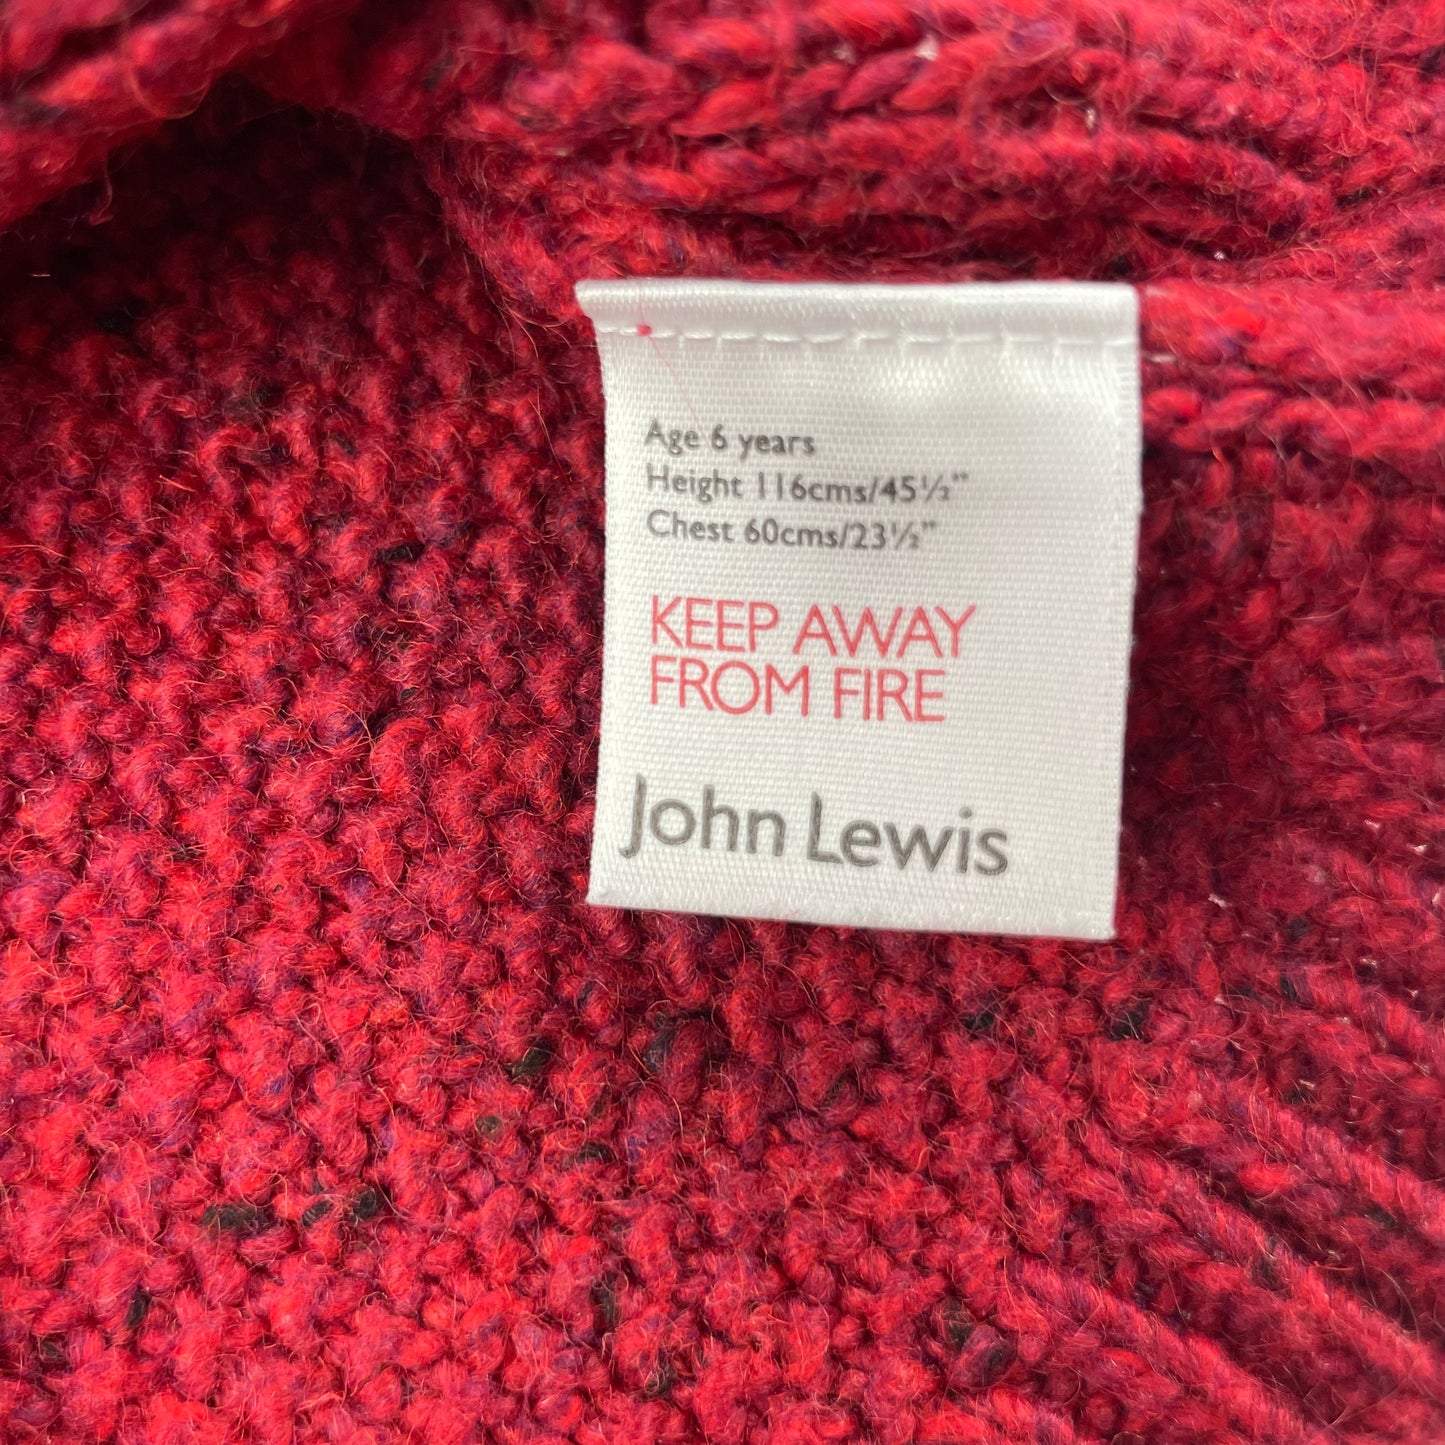 Age 6 years
Height 116cms/45½"
Chest 60cms/23½"
KEEP AWAY
FROM FIRE
John Lewis